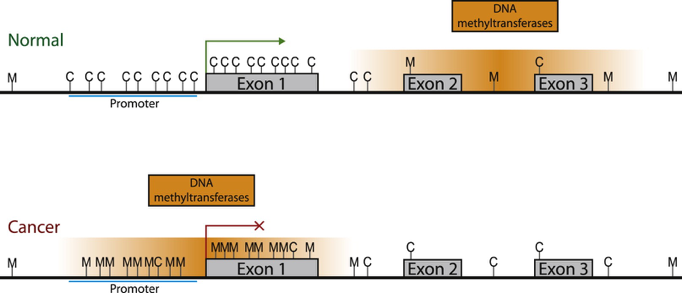 DNA
methyltransferases
Normal
C C C C C C C C C M C
M C C C C C C C C C C C M M M
Exon 1 Exon 2 Exon 3
Promoter
DNA
methyltransferases
Cancer
M M M M M M M C M C C
M M M M M M M C M M M C C C M
Exon 1 Exon 2 Exon 3
Promoter